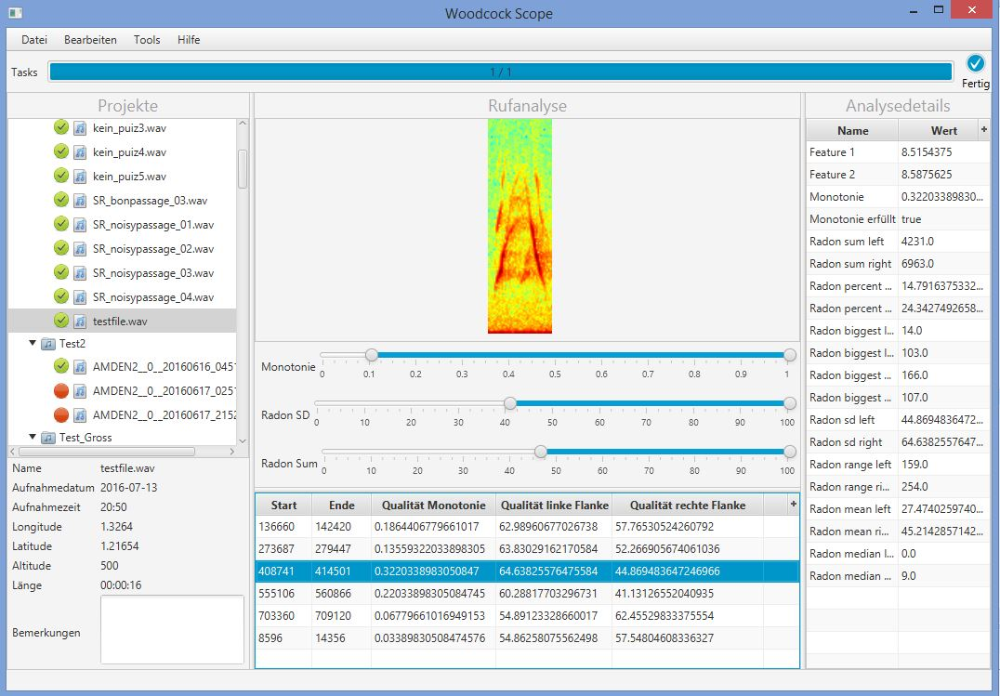 Woodcock Scope
Datei Bearbeiten Tools Hilfe
Tasks 1 / 1 Fertig
Projekte
kein_puiz3.wav
kein_puiz4.wav
kein_puiz5.wav
SR_bonpassage_03.wav
SR_noisypassage_01.wav
SR_noisypassage_02.wav
SR_noisypassage_03.wav
SR_noisypassage_04.wav
testfile.wav
Test2
AMDEN2__0__20160616_0451
AMDEN2__0__20160617_0251
AMDEN2__0__20160617_2152
Test_Gross
Name testfile.wav
Aufnahmedatum 2016-07-13
Aufnahmezeit 20:50
Longitude 1.3264
Latitude 1.21654
Altitude 500
Länge 00:00:16
Bemerkungen
Rufanalyse
Monotonie 0 0.1 0.2 0.3 0.4 0.5 0.6 0.7 0.8 0.9 1
Radon SD 0 10 20 30 40 50 60 70 80 90 100
Radon Sum 0 10 20 30 40 50 60 70 80 90 100
Start Ende Qualität Monotonie Qualität linke Flanke Qualität rechte Flanke +
136660 142420 0.1864406779661017 62.98960677026738 57.76530524260792
273687 279447 0.13559322033898305 63.83029162170584 52.266905674061036
408741 414501 0.3220338983050847 64.63825576475584 44.869483647246966
555106 560866 0.22033898305084745 60.28817703296731 41.13126552040935
703360 709120 0.06779661016949153 54.89123328660017 62.45529833375554
8596 14356 0.03389830508474576 54.86258075562498 57.54804608336327
Analysedetails
Name Wert +
Feature 1 8.5154375
Feature 2 8.5875625
Monotonie 0.32203389830...
Monotonie erfüllt true
Radon sum left 4231.0
Radon sum right 6963.0
Radon percent ... 14.7916375332...
Radon percent ... 24.3427492658...
Radon biggest l... 14.0
Radon biggest l... 103.0
Radon biggest ... 166.0
Radon biggest ... 107.0
Radon sd left 44.8694836472...
Radon sd right 64.6382557647...
Radon range left 159.0
Radon range ri... 254.0
Radon mean left 27.4740259740...
Radon mean ri... 45.2142857142...
Radon median l... 0.0
Radon median ... 9.0